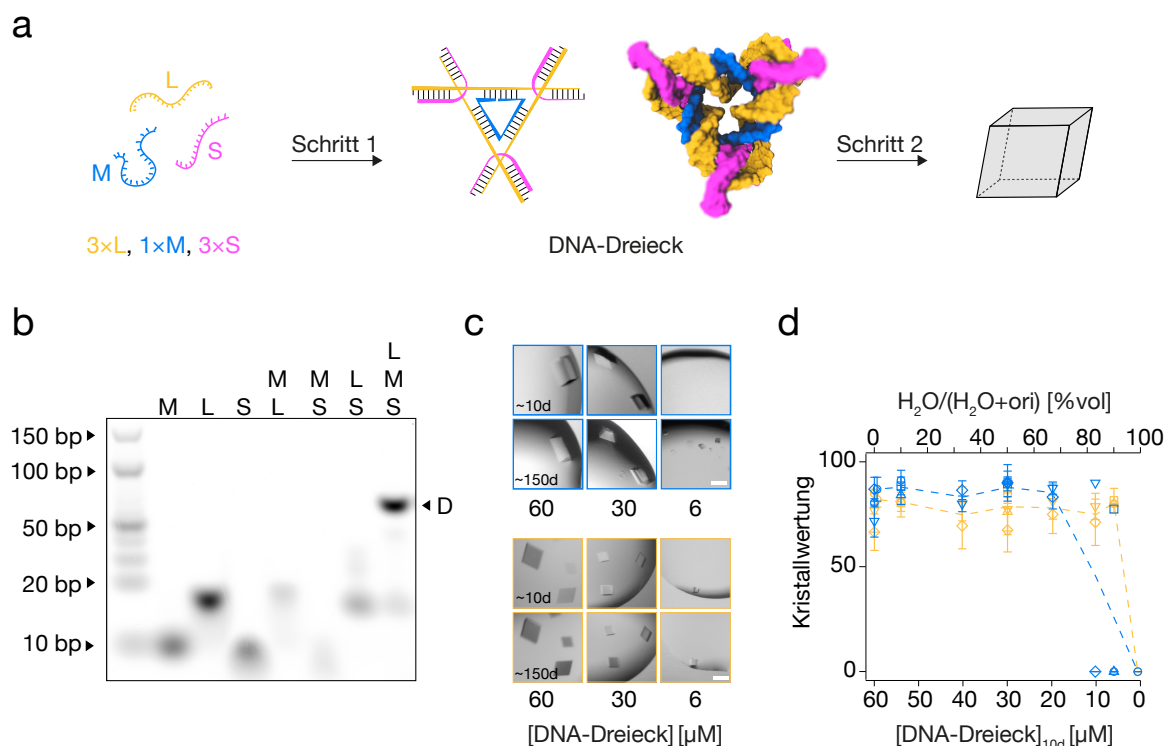 a
L
S
M
3×L, 1×M, 3×S
Schritt 1
DNA-Dreieck
Schritt 2
b
L
M M L M
M L S L S S S
150 bp
100 bp
50 bp
20 bp
10 bp
D
c
~10d
~150d
60 30 6
~10d
~150d
60 30 6
[DNA-Dreieck] [µM]
d
H₂O/(H₂O+ori) [%vol]
0 20 40 60 80 100
100
50
0
Kristallwertung
60 50 40 30 20 10 0
[DNA-Dreieck]₁₀d [µM]